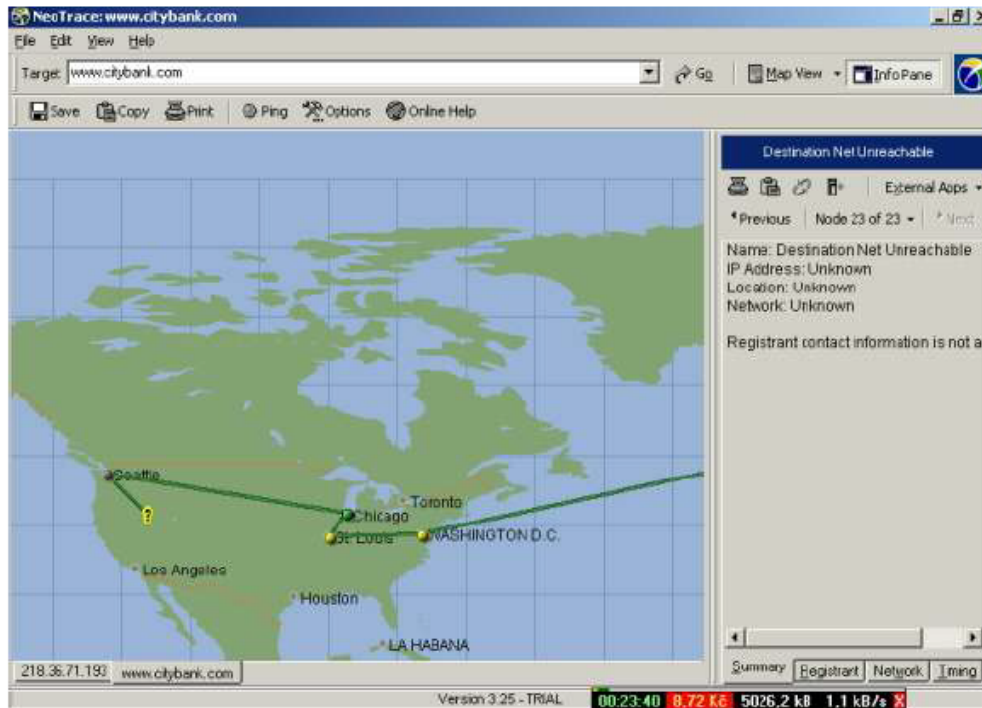 NeoTrace: www.citybank.com
File Edit View Help
Target www.citybank.com Go Map View InfoPane
Save Copy Print Ping Options Online Help
Destination Net Unreachable
External Apps
Previous Node 23 of 23 Next
Name: Destination Net Unreachable
IP Address: Unknown
Location: Unknown
Network: Unknown
Registrant contact information is not a
Seattle
?
Toronto
Chicago
St. Louis
WASHINGTON D.C.
Los Angeles
Houston
LA HABANA
218.36.71.193 www.citybank.com
Summary Registrant Network Timing
Version 3.25 - TRIAL 00:23:40 8,72 Kč 5026,2 kB 1,1 kB/s X